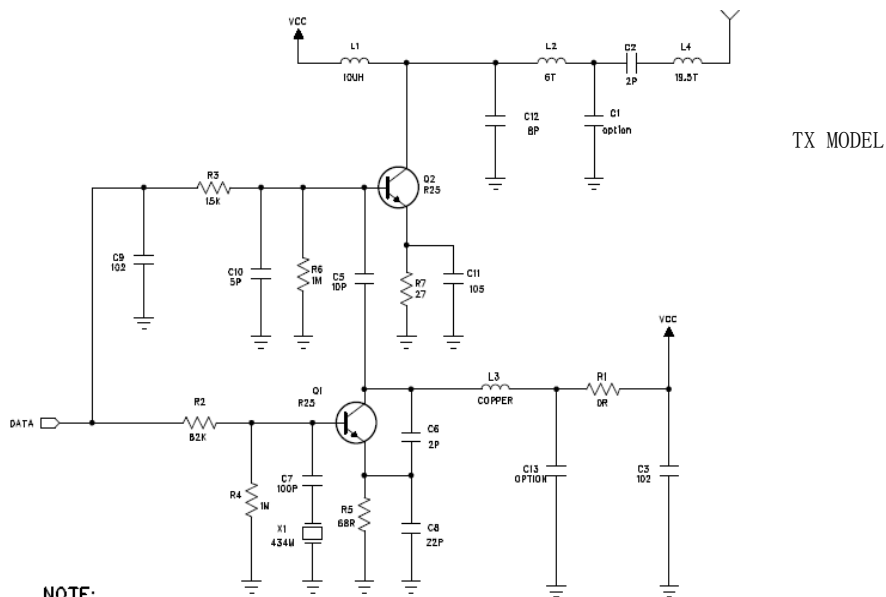 VCC
L1
10UH
L2
6T
C2
2P
L4
19.5T
C12
8P
C1
option
TX MODEL
R3
15K
Q2
R25
C9
102
C10
5P
R6
1M
C5
10P
R7
27
C11
105
VCC
Q1
R25
L3
COPPER
R1
0R
DATA
R2
82K
C6
2P
R4
1M
C7
100P
X1
434M
R5
68R
C8
22P
C13
OPTION
C3
102
NOTE: